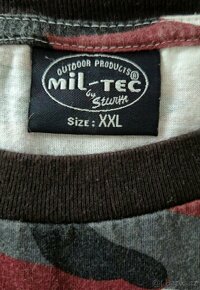 OUTDOOR PRODUCTS®
MiL-TEC
by Sturm
SIZE: XXL